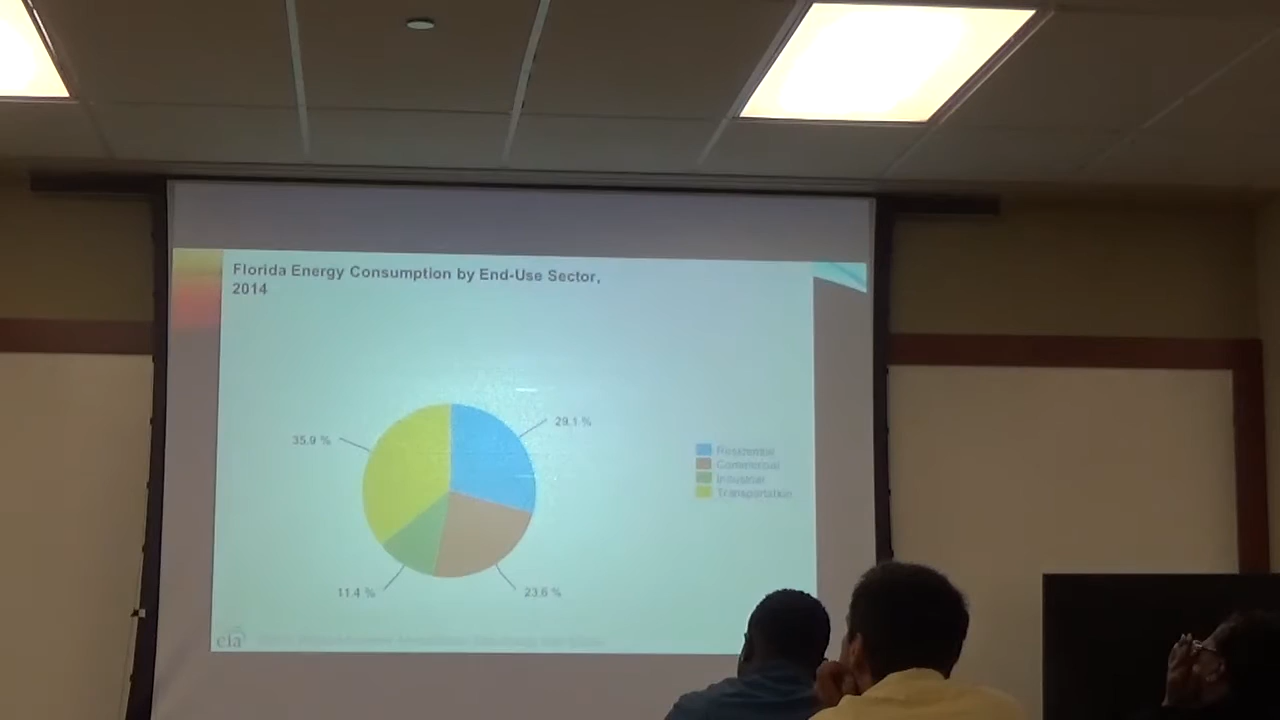 Florida Energy Consumption by End-Use Sector,
2014
29.1 %
35.9 %
Residential
Commercial
Industrial
Transportation
11.4 %
23.6 %
eia